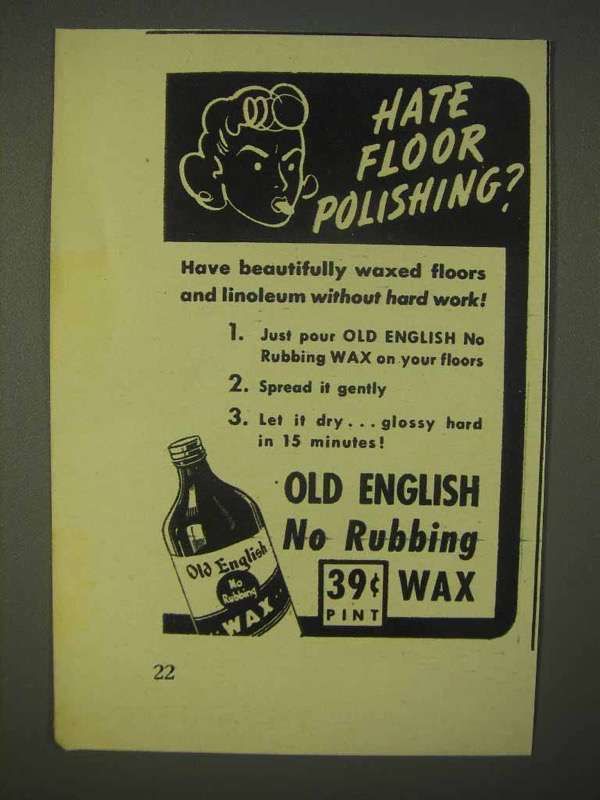 HATE
FLOOR
POLISHING?
Have beautifully waxed floors
and linoleum without hard work!
1. Just pour OLD ENGLISH No
Rubbing WAX on your floors
2. Spread it gently
3. Let it dry... glossy hard
in 15 minutes!
OLD ENGLISH
No Rubbing
39¢ WAX
PINT
Old English
No
Rubbing
WAX
22